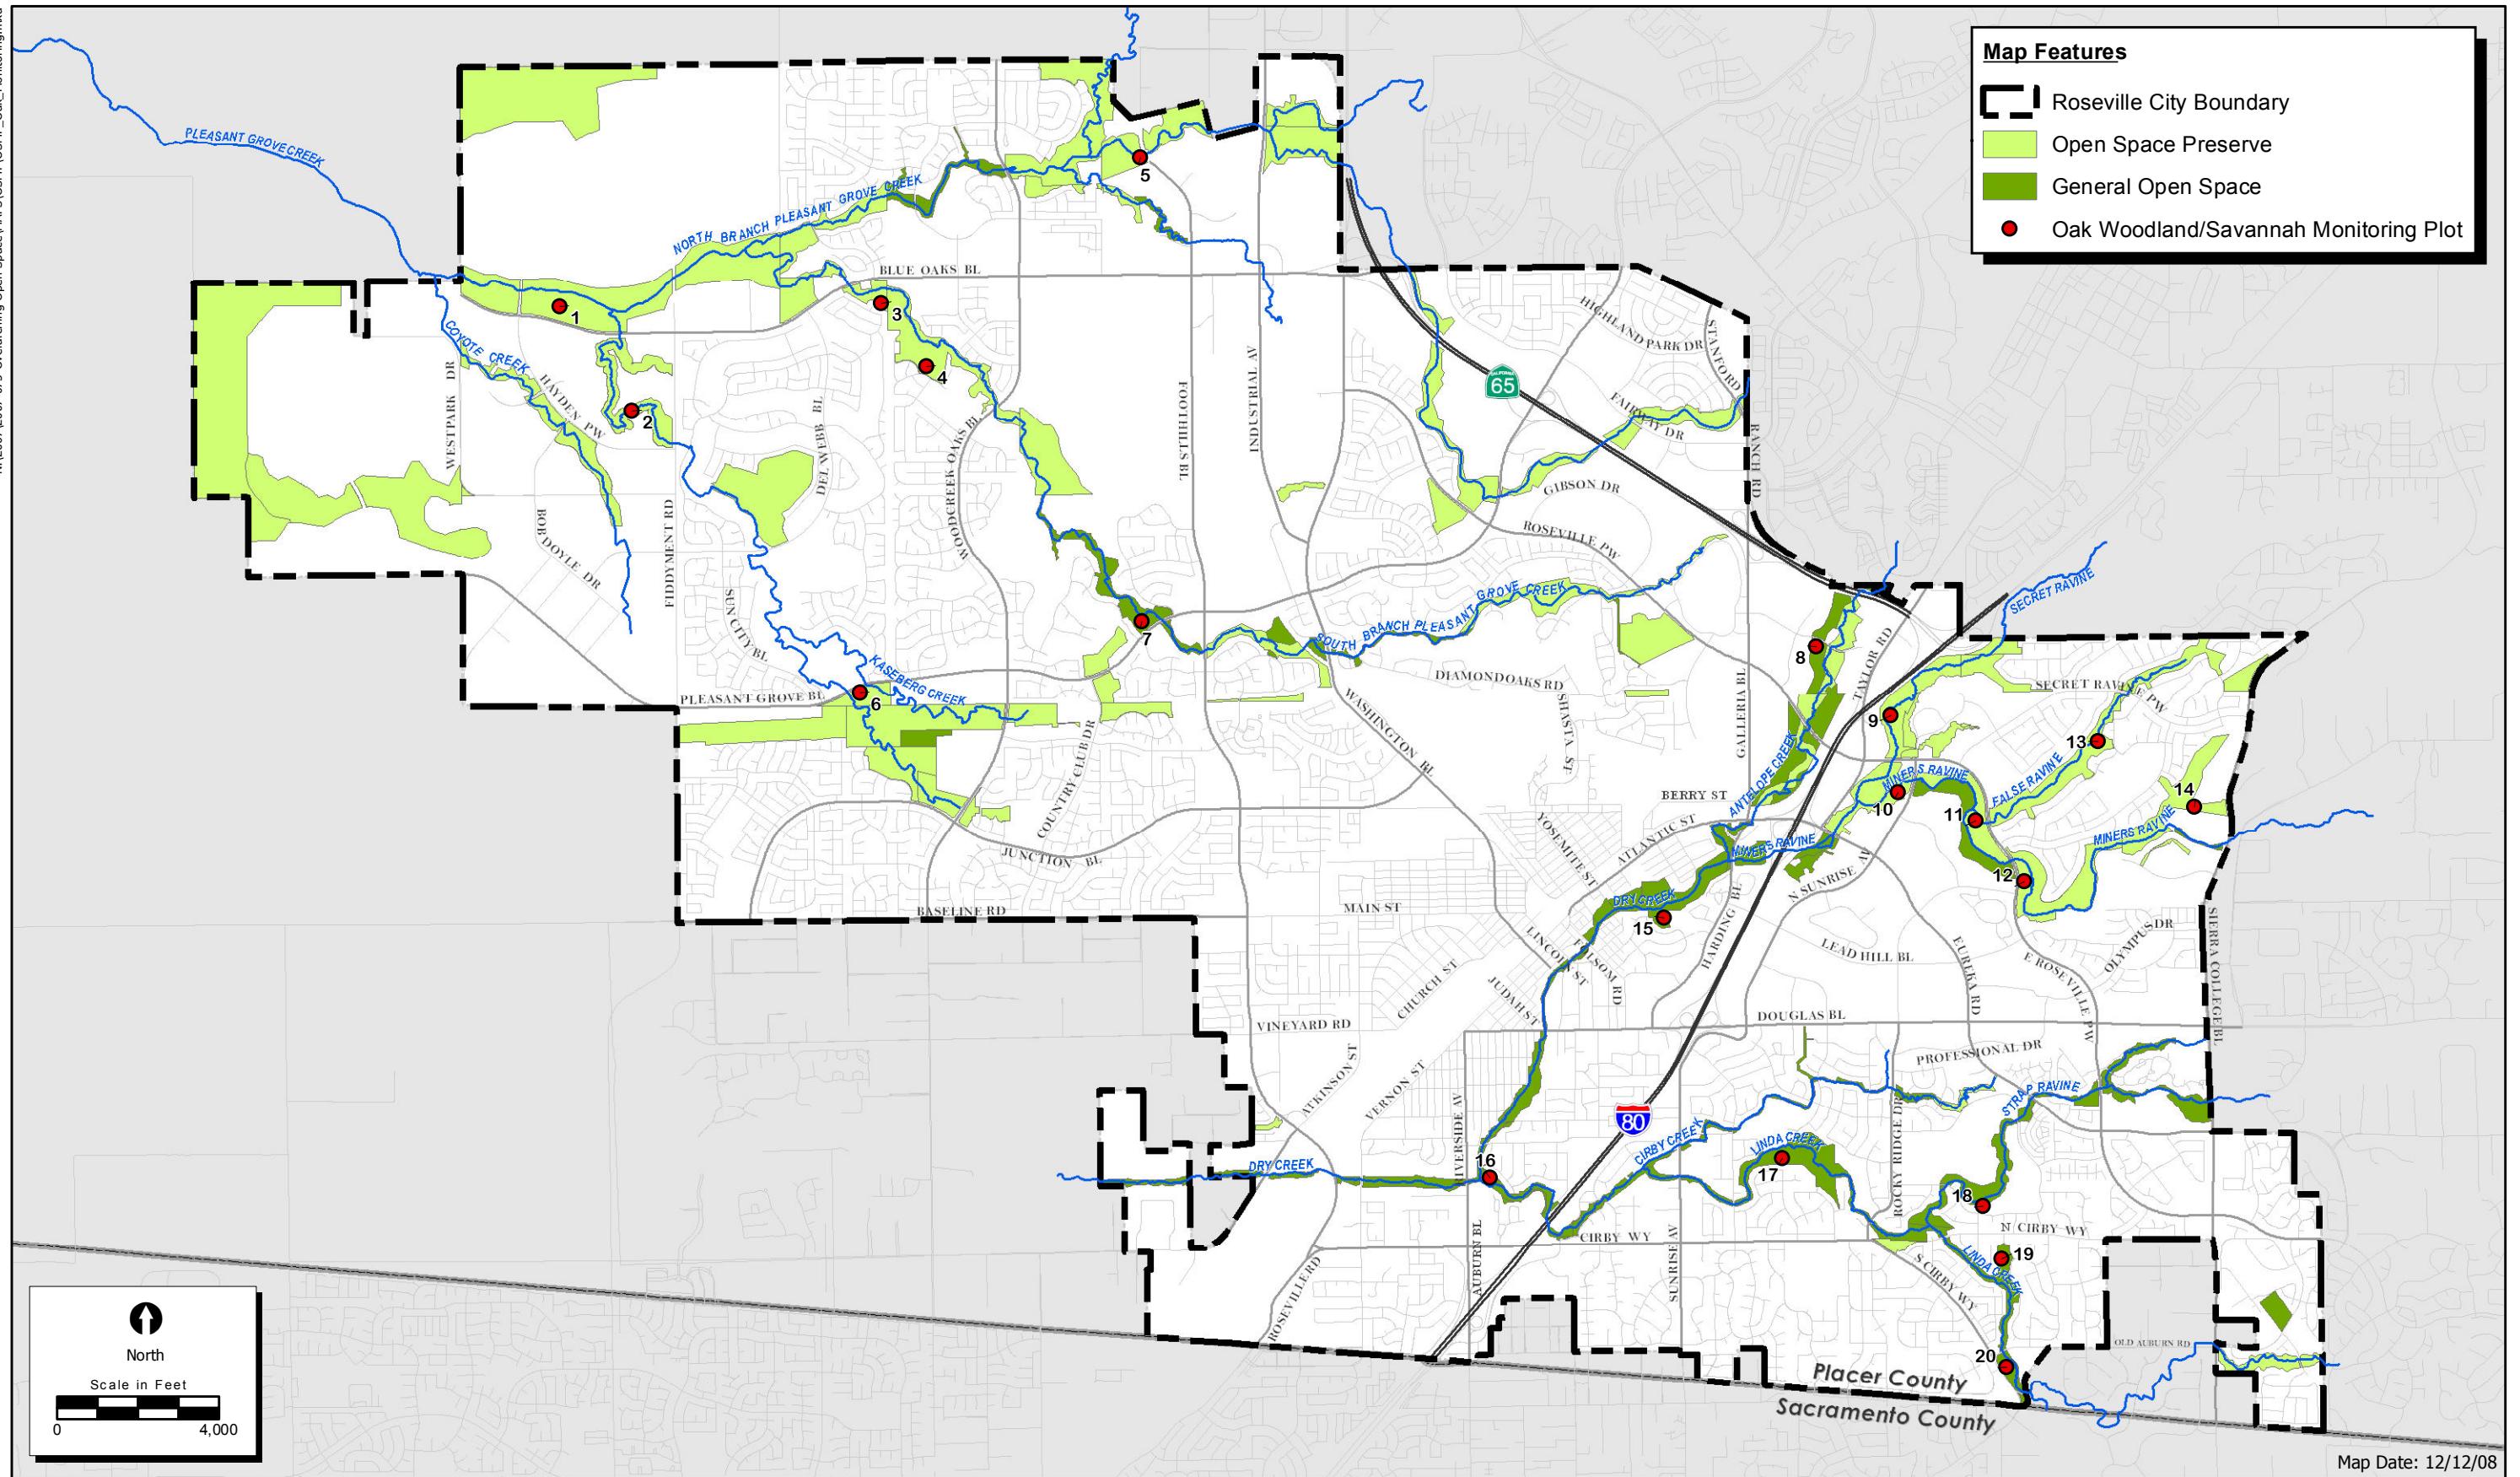 Map Features
Roseville City Boundary
Open Space Preserve
General Open Space
Oak Woodland/Savannah Monitoring Plot
PLEASANT GROVE CREEK
NORTH BRANCH PLEASANT GROVE CREEK
5
BLUE OAKS BL
1
3
4
2
COYOTE CREEK
HAYDEN PW
WESTPARK DR
DEL WEBB BL
WOODCREEK OAKS BL
FOOTHILLS BL
INDUSTRIAL AV
HIGHLAND PARK DR
STANFORD
65
FAIRWAY DR
RANCH RD
GIBSON DR
ROSEVILLE PW
BOB DOYLE DR
FIDDYMENT RD
SUN CITY BL
KASEBERG CREEK
PLEASANT GROVE BL
6
7
SOUTH BRANCH PLEASANT GROVE CREEK
DIAMOND OAKS RD
SHASTA ST
WASHINGTON BL
GALLERIA BL
8
TAYLOR RD
SECRET RAVINE
SECRET RAVINE PW
9
13
FALSE RAVINE
MINERS RAVINE
10
11
14
MINERS RAVINE
12
ANTELOPE CREEK
BERRY ST
ATLANTIC ST
YOSEMITE ST
MINERS RAVINE
COUNTRY CLUB DR
JUNCTION BL
BASELINE RD
MAIN ST
DRY CREEK
15
HARDING BL
N SUNRISE AV
LINCOLN ST
FOLSOM RD
LEAD HILL BL
EUREKA RD
E ROSEVILLE PW
OLYMPUS DR
SIERRA COLLEGE BL
CHURCH ST
JUDAH ST
VINEYARD RD
DOUGLAS BL
PROFESSIONAL DR
ATKINSON ST
VERNON ST
RIVERSIDE AV
80
CIRBY CREEK
LINDA CREEK
17
ROCKY RIDGE DR
STRAP RAVINE
DRY CREEK
16
18
N CIRBY WY
19
CIRBY WY
LINDA CREEK
S CIRBY WY
AUBURN BL
SUNRISE AV
ROSEVILLE RD
OLD AUBURN RD
20
Placer County
Sacramento County
North
Scale in Feet
0 4,000
Map Date: 12/12/08